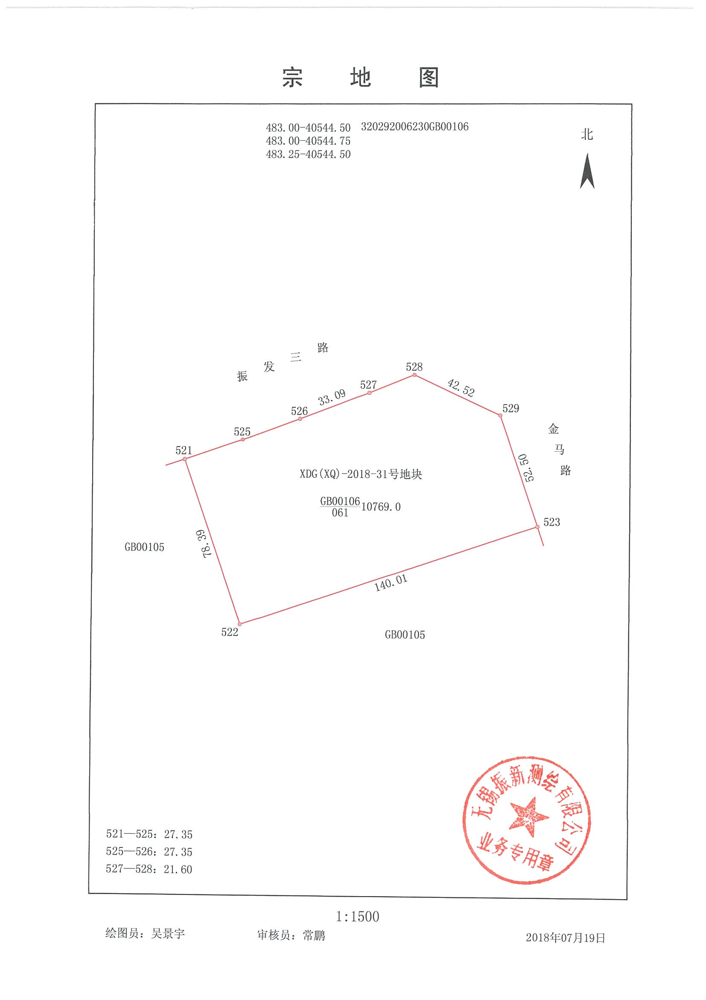 宗 地 图
483.00-40544.50 320292006230GB00106
483.00-40544.75
483.25-40544.50
北
振发三路
528
42.52
527
33.09
529
526
金马路
525
521
52.50
XDG(XQ)-2018-31号地块
GB00106
061
10769.0
523
78.39
GB00105
140.01
522
GB00105
无锡振新测绘有限公司
业务专用章
521—525: 27.35
525—526: 27.35
527—528: 21.60
1:1500
绘图员: 吴景宇 审核员: 常鹏 2018年07月19日